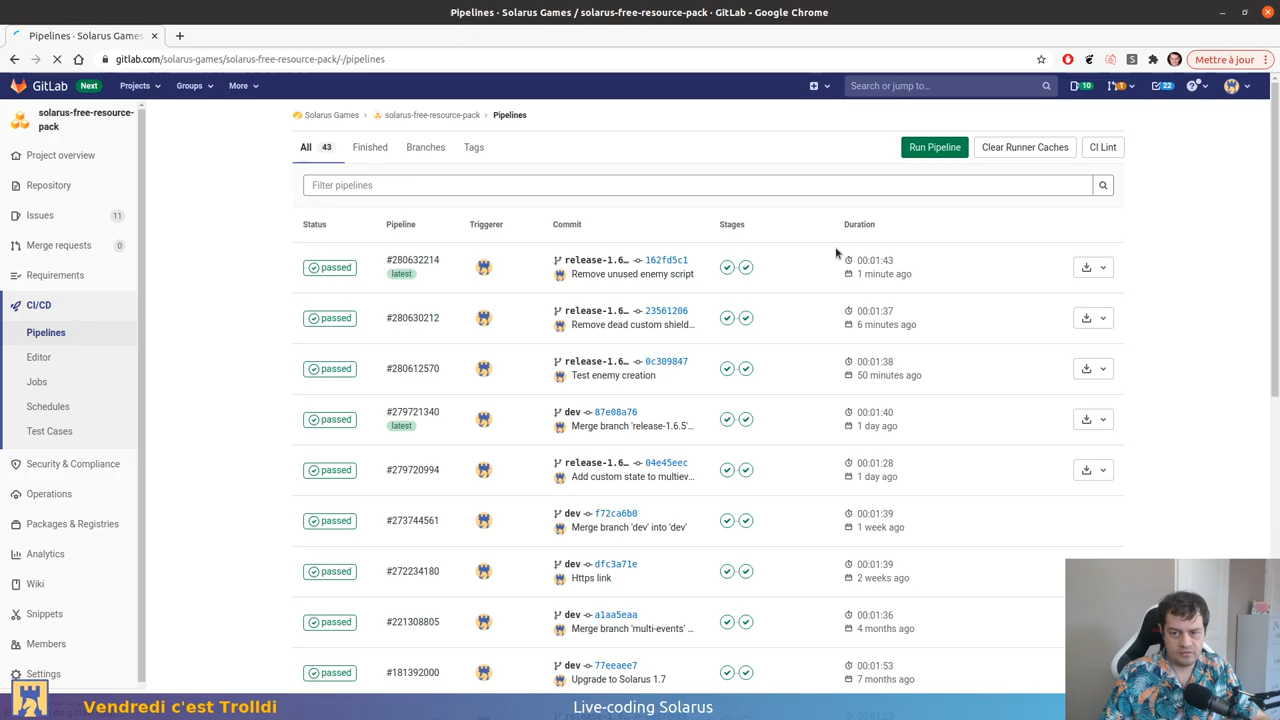 Pipelines · Solarus Games / solarus-free-resource-pack · GitLab - Google Chrome
Pipelines · Solarus Games
gitlab.com/solarus-games/solarus-free-resource-pack/-/pipelines
Mettre à jour
GitLab Next Projects Groups More Search or jump to... 10 1 22
solarus-free-resource-pack
Project overview
Repository
Issues 11
Merge requests 0
Requirements
CI/CD
Pipelines
Editor
Jobs
Schedules
Test Cases
Security & Compliance
Operations
Packages & Registries
Analytics
Wiki
Snippets
Members
Settings
Solarus Games > solarus-free-resource-pack > Pipelines
All 43 Finished Branches Tags Run Pipeline Clear Runner Caches CI Lint
Filter pipelines
Status Pipeline Triggerer Commit Stages Duration
passed #280632214 latest release-1.6... 162fd5c1 00:01:43
Remove unused enemy script 1 minute ago
passed #280630212 release-1.6... 23561206 00:01:37
Remove dead custom shield... 6 minutes ago
passed #280612570 release-1.6... 0c309847 00:01:38
Test enemy creation 50 minutes ago
passed #279721340 latest dev 87e08a76 00:01:40
Merge branch 'release-1.6.5'... 1 day ago
passed #279720994 release-1.6... 04e45eec 00:01:28
Add custom state to multiev... 1 day ago
passed #273744561 dev f72ca6b0 00:01:39
Merge branch 'dev' into 'dev' 1 week ago
passed #272234180 dev dfc3a71e 00:01:39
Https link 2 weeks ago
passed #221308805 dev a1aa5eaa 00:01:36
Merge branch 'multi-events' ... 4 months ago
passed #181392000 dev 77eeaee7 00:01:53
Upgrade to Solarus 1.7 7 months ago
Vendredi c'est Trolldi
Live-coding Solarus